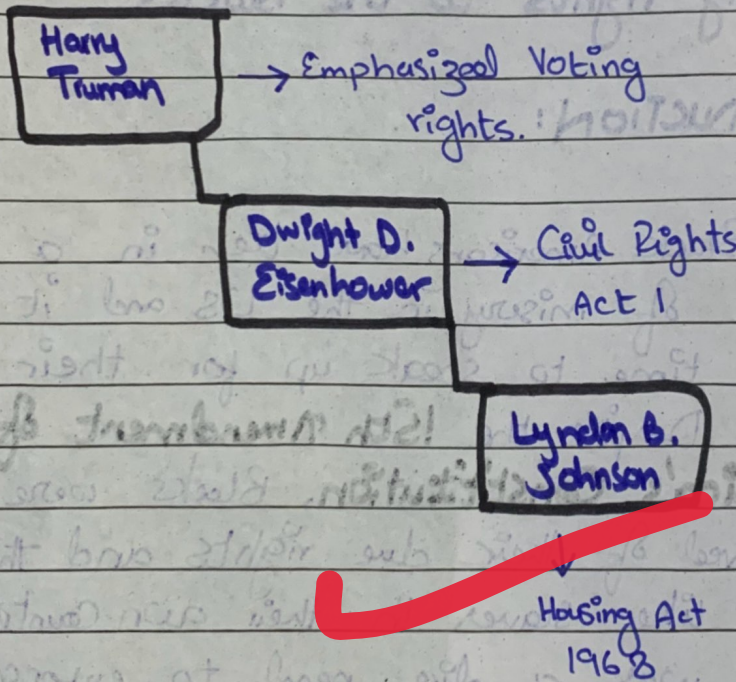 Harry
Truman
→ Emphasized Voting
rights.
Dwight D.
Eisenhower
→ Civil Rights
Act 1
Lyndon B.
Johnson
↓
Housing Act
1968